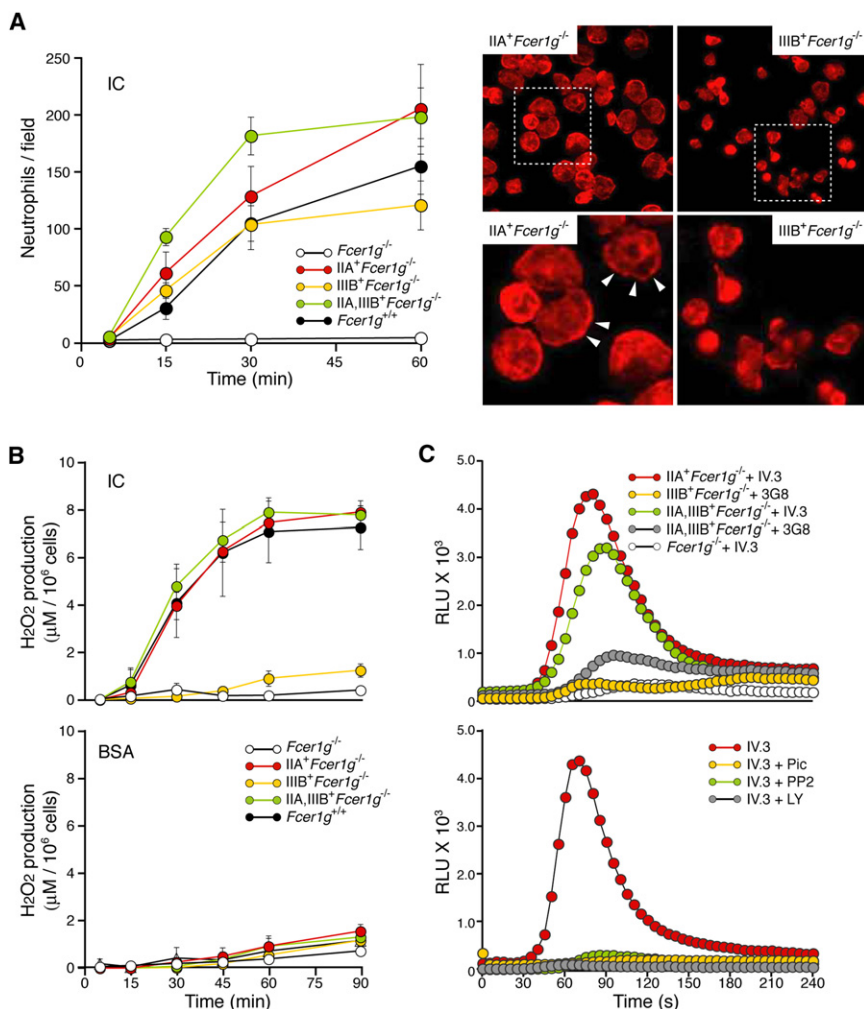 A
IC
Neutrophils / field
250
200
150
100
50
0
0
15
30
45
60
Time (min)
Fcer1g-/-
IIA+Fcer1g-/-
IIIB+Fcer1g-/-
IIA,IIIB+Fcer1g-/-
Fcer1g+/+
IIA+Fcer1g-/-
IIIB+Fcer1g-/-
IIA+Fcer1g-/-
IIIB+Fcer1g-/-
B
IC
H2O2 production
(μM / 10⁶ cells)
10
8
6
4
2
0
BSA
H2O2 production
(μM / 10⁶ cells)
10
8
6
4
2
0
Fcer1g-/-
IIA+Fcer1g-/-
IIIB+Fcer1g-/-
IIA,IIIB+Fcer1g-/-
Fcer1g+/+
0
15
30
45
60
75
90
Time (min)
C
RLU X 10³
5.0
4.0
3.0
2.0
1.0
0
IIA+Fcer1g-/- + IV.3
IIIB+Fcer1g-/- + 3G8
IIA,IIIB+Fcer1g-/- + IV.3
IIA,IIIB+Fcer1g-/- + 3G8
Fcer1g-/- + IV.3
RLU X 10³
5.0
4.0
3.0
2.0
1.0
0
IV.3
IV.3 + Pic
IV.3 + PP2
IV.3 + LY
0
30
60
90
120
150
180
210
240
Time (s)